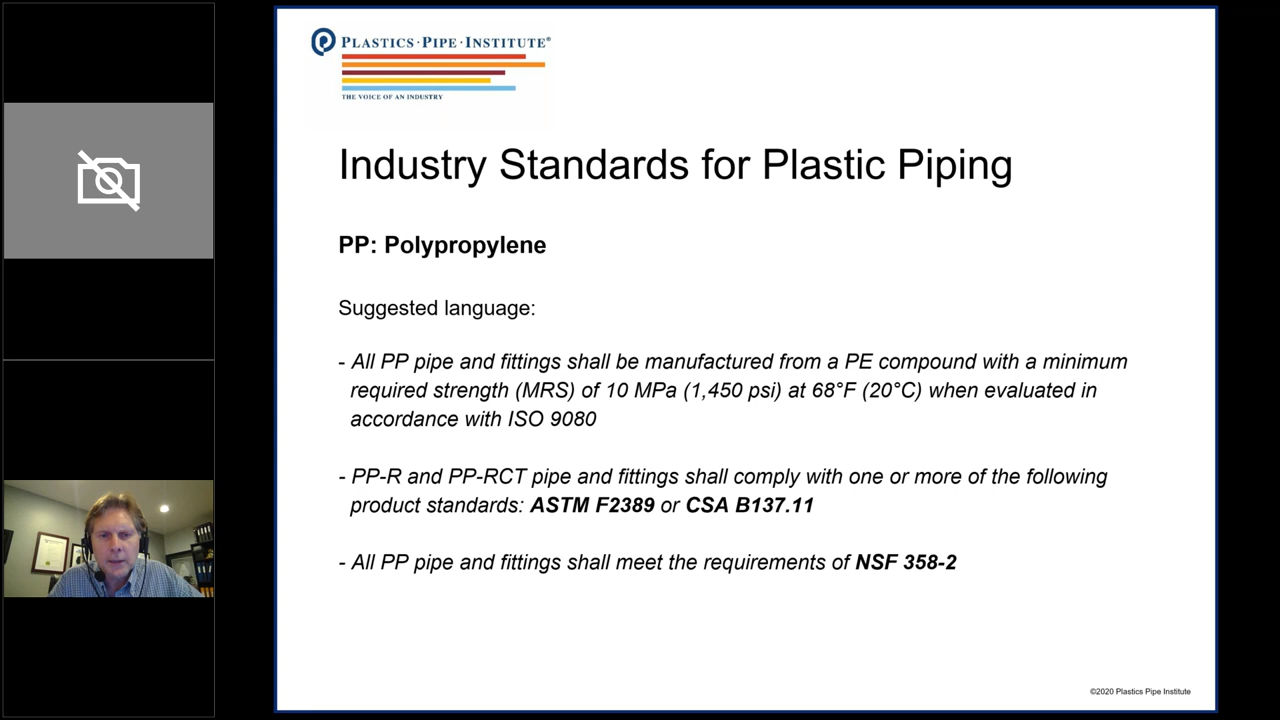 PLASTICS·PIPE·INSTITUTE®
THE VOICE OF AN INDUSTRY
Industry Standards for Plastic Piping
PP: Polypropylene
Suggested language:
- All PP pipe and fittings shall be manufactured from a PE compound with a minimum
required strength (MRS) of 10 MPa (1,450 psi) at 68°F (20°C) when evaluated in
accordance with ISO 9080
- PP-R and PP-RCT pipe and fittings shall comply with one or more of the following
product standards: ASTM F2389 or CSA B137.11
- All PP pipe and fittings shall meet the requirements of NSF 358-2
©2020 Plastics Pipe Institute